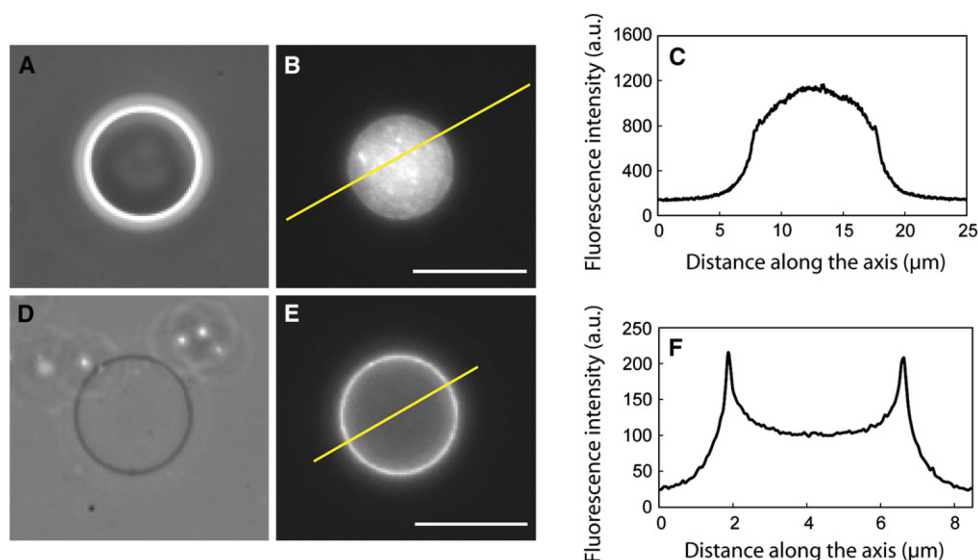 A
B
C
Fluorescence intensity (a.u.)
1600
1200
800
400
0
0 5 10 15 20 25
Distance along the axis (µm)
D
E
F
Fluorescence intensity (a.u.)
250
200
150
100
50
0
0 2 4 6 8
Distance along the axis (µm)